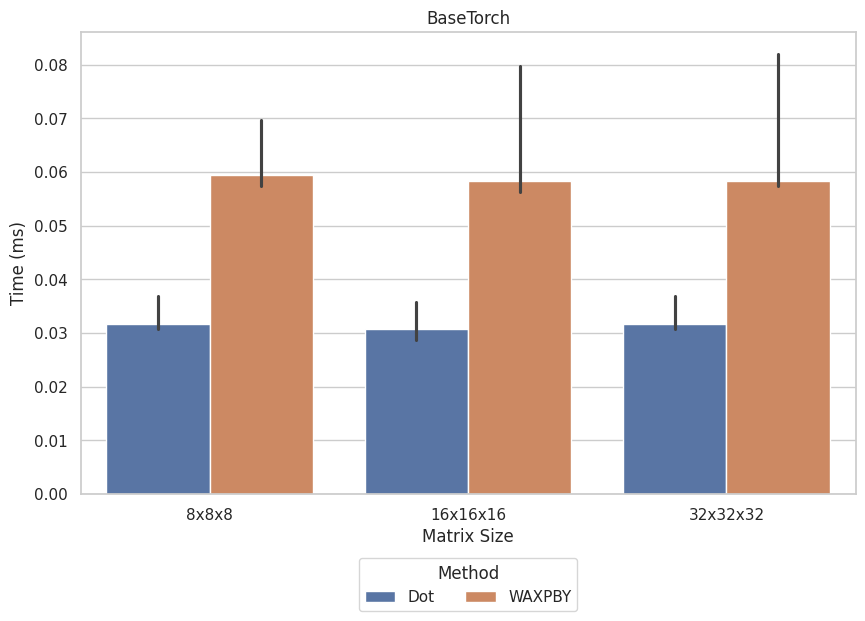 BaseTorch
Time (ms)
0.08
0.07
0.06
0.05
0.04
0.03
0.02
0.01
0.00
8x8x8 16x16x16 32x32x32
Matrix Size
Method
Dot WAXPBY